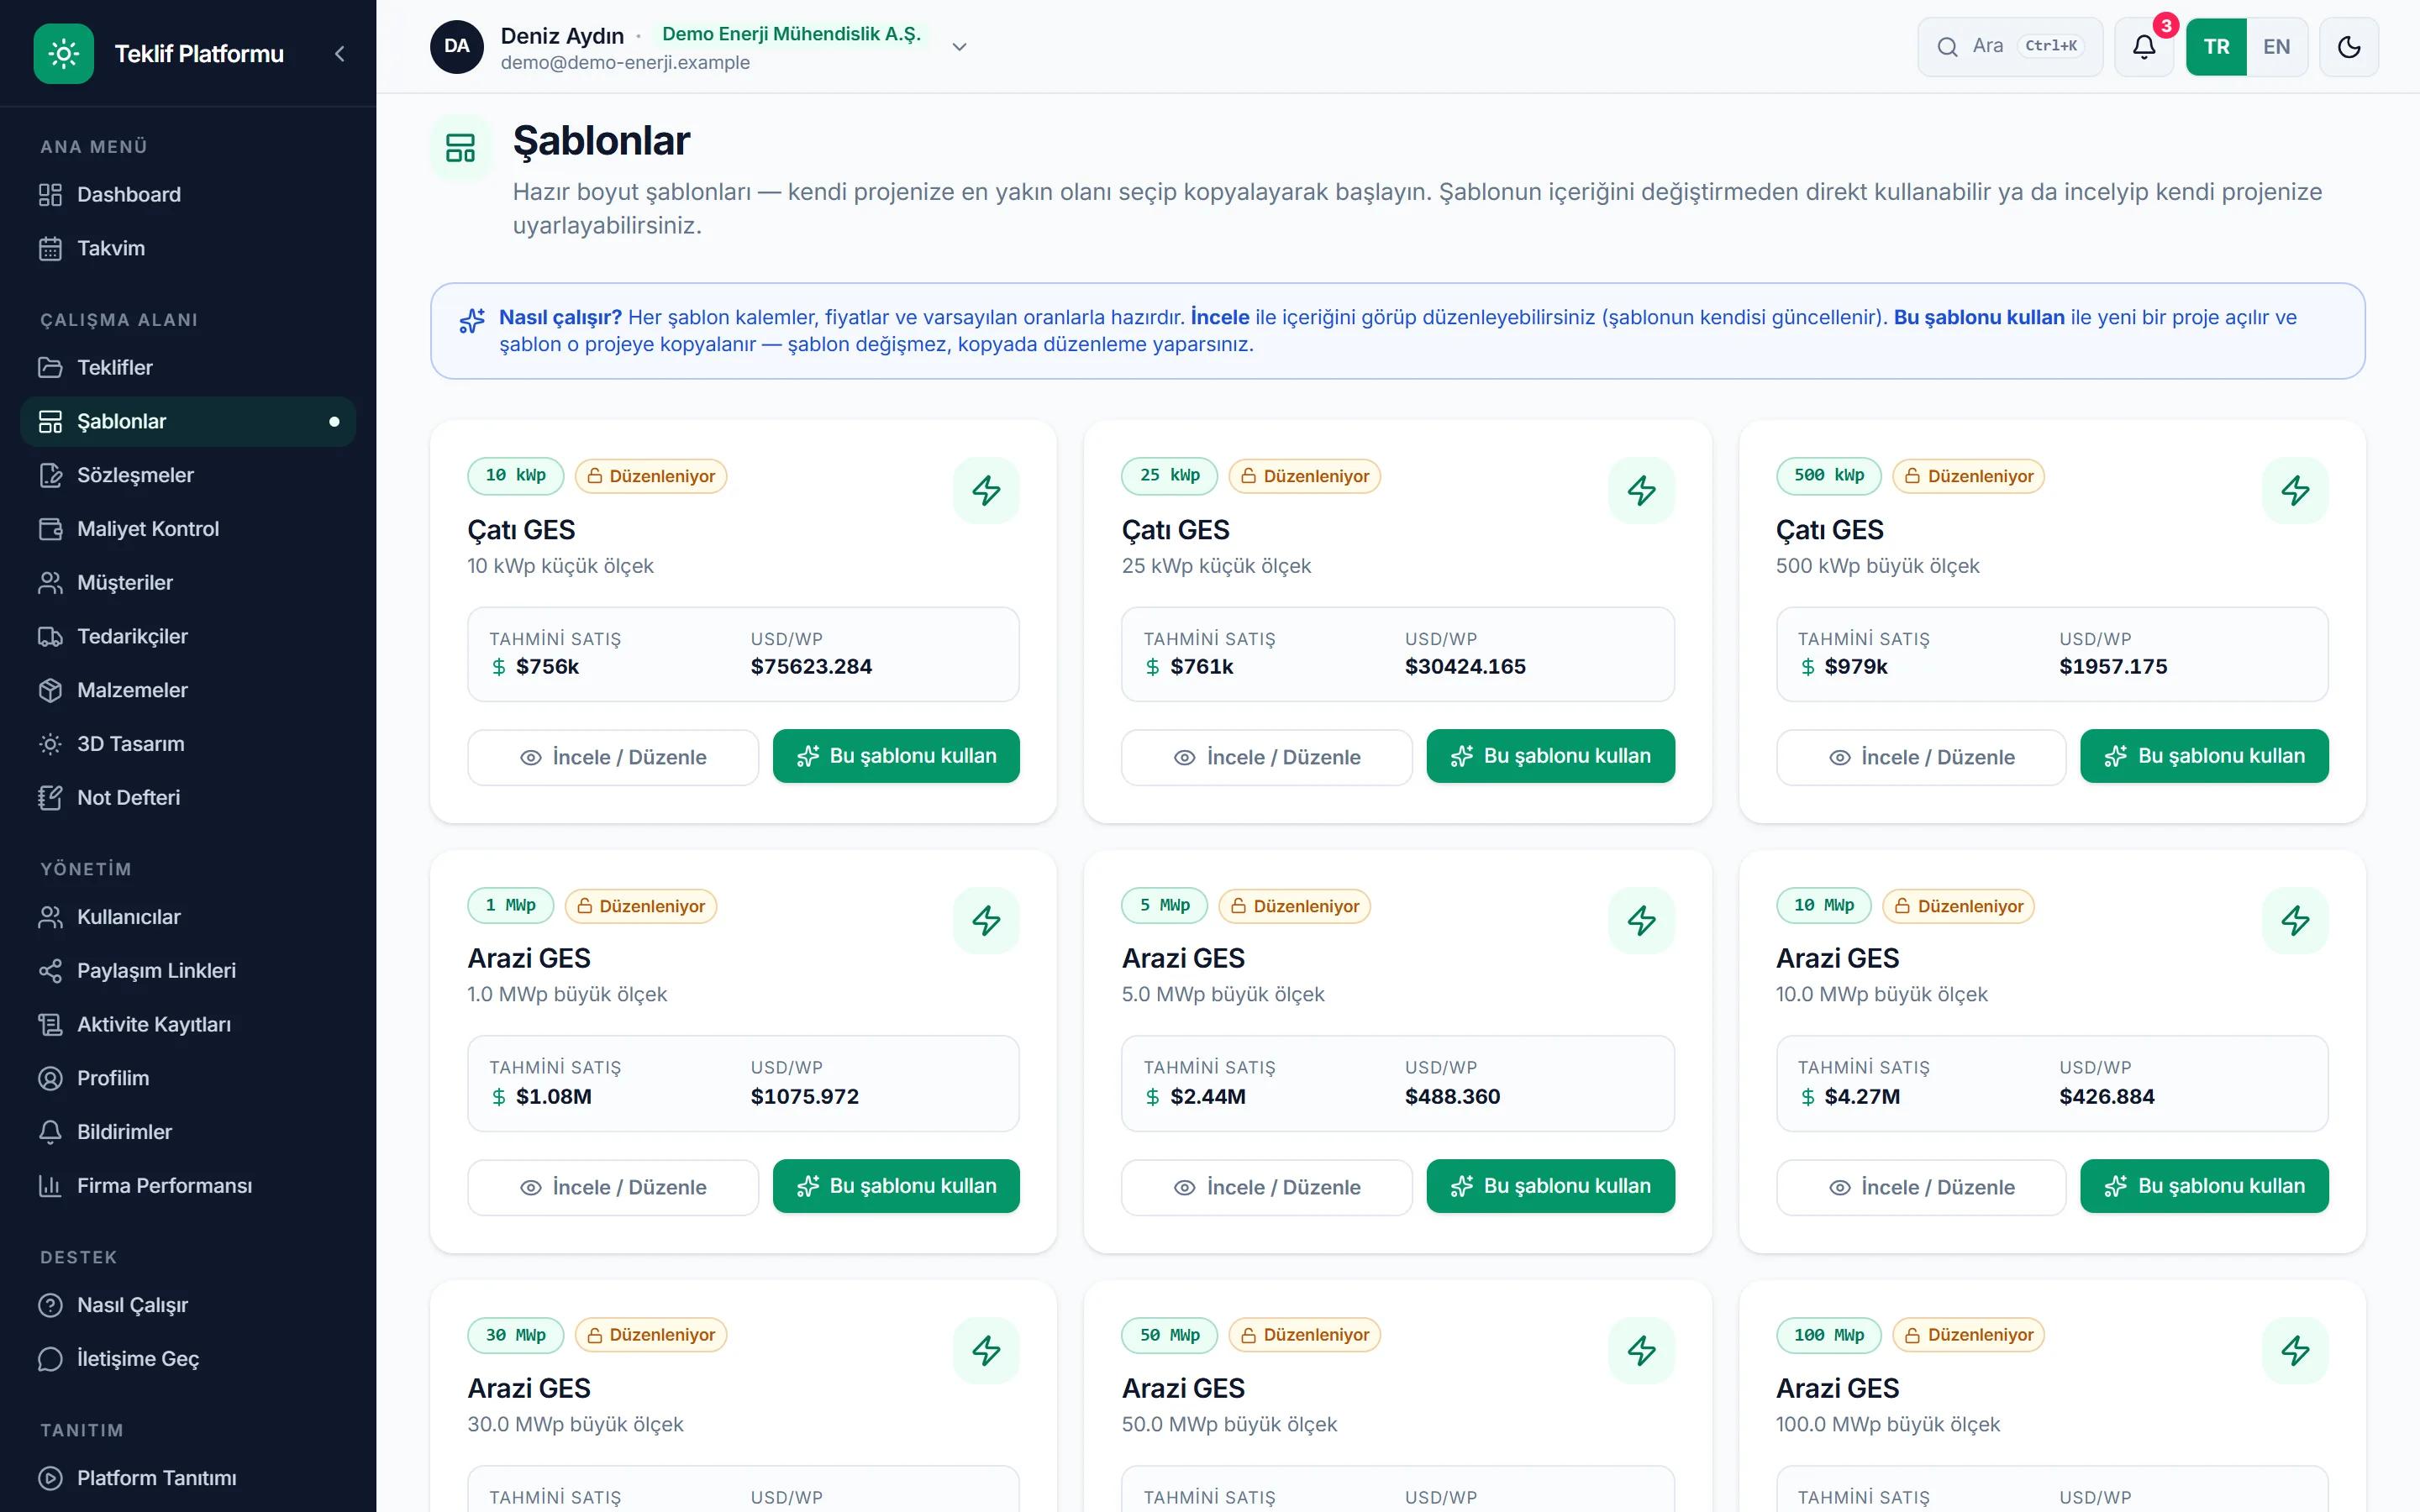 Teklif Platformu
ANA MENÜ
Dashboard
Takvim
ÇALIŞMA ALANI
Teklifler
Şablonlar
Sözleşmeler
Maliyet Kontrol
Müşteriler
Tedarikçiler
Malzemeler
3D Tasarım
Not Defteri
YÖNETİM
Kullanıcılar
Paylaşım Linkleri
Aktivite Kayıtları
Profilim
Bildirimler
Firma Performansı
DESTEK
Nasıl Çalışır
İletişime Geç
TANITIM
Platform Tanıtımı
DA
Deniz Aydın · Demo Enerji Mühendislik A.Ş.
demo@demo-enerji.example
Ara Ctrl+K
3
TR EN
Şablonlar
Hazır boyut şablonları — kendi projenize en yakın olanı seçip kopyalayarak başlayın. Şablonun içeriğini değiştirmeden direkt kullanabilir ya da incelyip kendi projenize
uyarlayabilirsiniz.
Nasıl çalışır? Her şablon kalemler, fiyatlar ve varsayılan oranlarla hazırdır. İncele ile içeriğini görüp düzenleyebilirsiniz (şablonun kendisi güncellenir). Bu şablonu kullan ile yeni bir proje açılır ve
şablon o projeye kopyalanır — şablon değişmez, kopyada düzenleme yaparsınız.
10 kWp Düzenleniyor
Çatı GES
10 kWp küçük ölçek
TAHMİNİ SATIŞ USD/WP
$ $756k $75623.284
İncele / Düzenle Bu şablonu kullan
25 kWp Düzenleniyor
Çatı GES
25 kWp küçük ölçek
TAHMİNİ SATIŞ USD/WP
$ $761k $30424.165
İncele / Düzenle Bu şablonu kullan
500 kWp Düzenleniyor
Çatı GES
500 kWp büyük ölçek
TAHMİNİ SATIŞ USD/WP
$ $979k $1957.175
İncele / Düzenle Bu şablonu kullan
1 MWp Düzenleniyor
Arazi GES
1.0 MWp büyük ölçek
TAHMİNİ SATIŞ USD/WP
$ $1.08M $1075.972
İncele / Düzenle Bu şablonu kullan
5 MWp Düzenleniyor
Arazi GES
5.0 MWp büyük ölçek
TAHMİNİ SATIŞ USD/WP
$ $2.44M $488.360
İncele / Düzenle Bu şablonu kullan
10 MWp Düzenleniyor
Arazi GES
10.0 MWp büyük ölçek
TAHMİNİ SATIŞ USD/WP
$ $4.27M $426.884
İncele / Düzenle Bu şablonu kullan
30 MWp Düzenleniyor
Arazi GES
30.0 MWp büyük ölçek
TAHMİNİ SATIŞ USD/WP
50 MWp Düzenleniyor
Arazi GES
50.0 MWp büyük ölçek
TAHMİNİ SATIŞ USD/WP
100 MWp Düzenleniyor
Arazi GES
100.0 MWp büyük ölçek
TAHMİNİ SATIŞ USD/WP